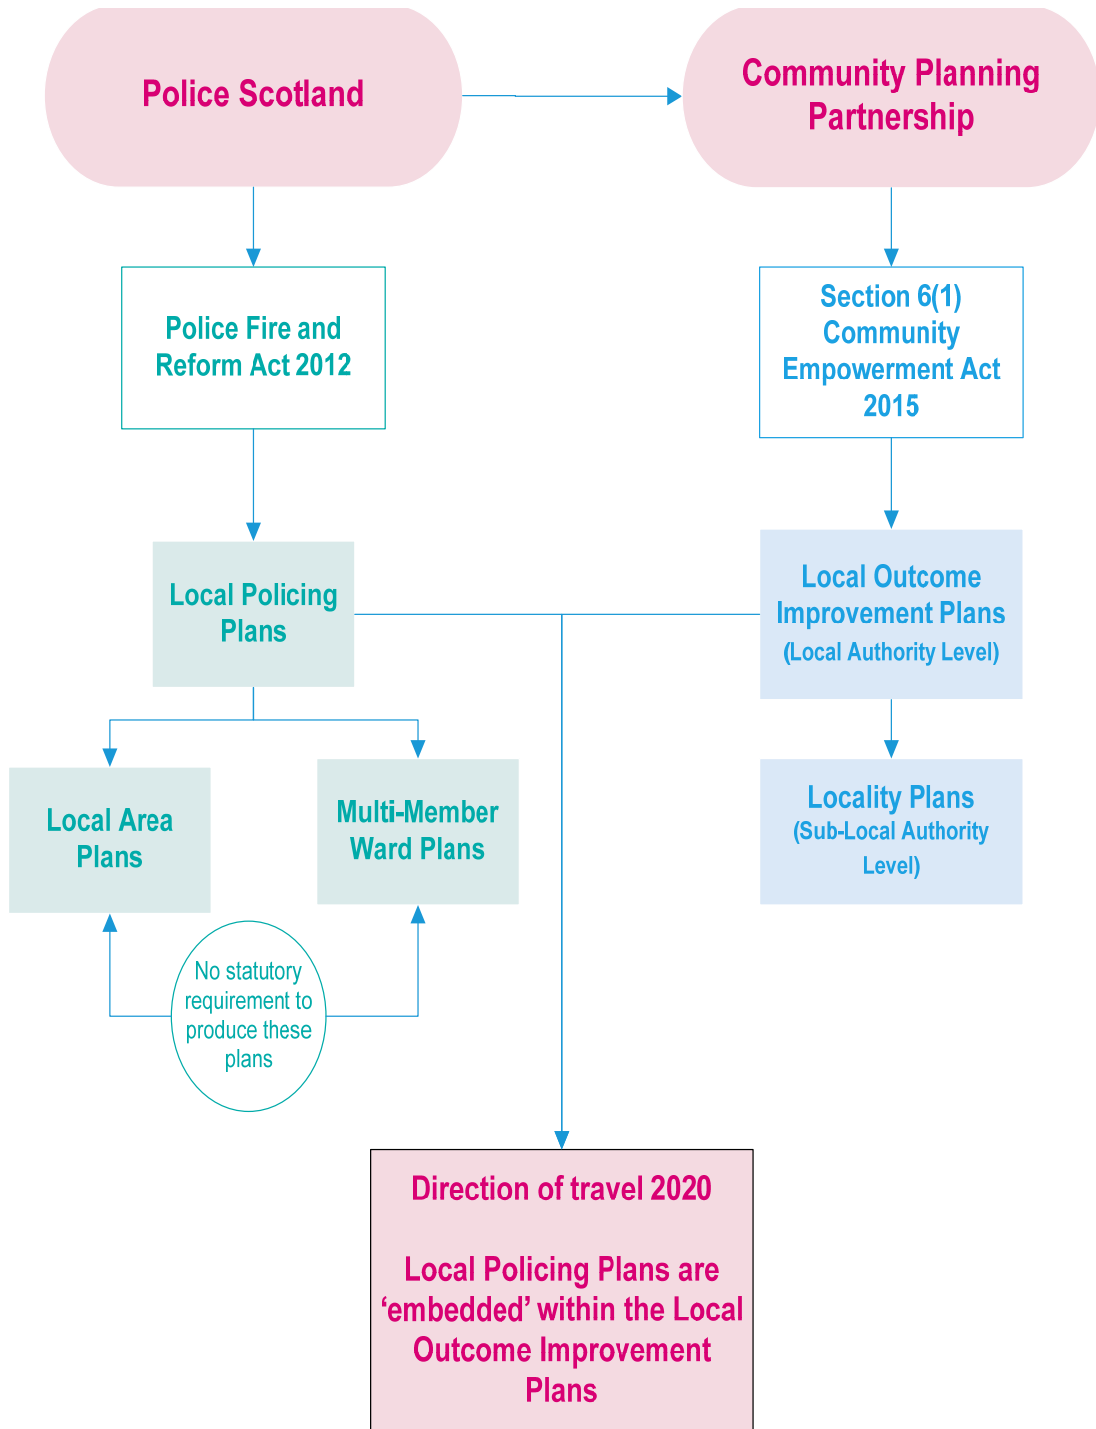 Police Scotland
Community Planning
Partnership
Police Fire and
Reform Act 2012
Section 6(1)
Community
Empowerment Act
2015
Local Policing
Plans
Local Outcome
Improvement Plans
(Local Authority Level)
Local Area
Plans
Multi-Member
Ward Plans
Locality Plans
(Sub-Local Authority
Level)
No statutory
requirement to
produce these
plans
Direction of travel 2020
Local Policing Plans are
‘embedded’ within the Local
Outcome Improvement
Plans